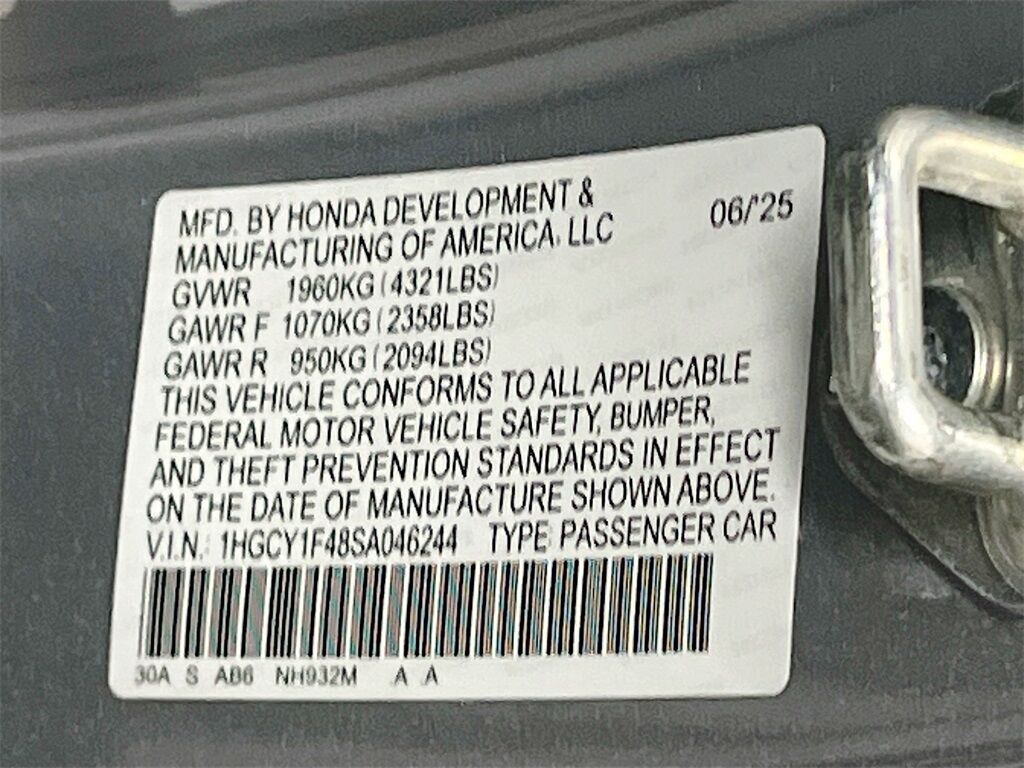 MFD. BY HONDA DEVELOPMENT & 06/'25
MANUFACTURING OF AMERICA, LLC
GVWR 1960KG (4321LBS)
GAWR F 1070KG (2358LBS)
GAWR R 950KG (2094LBS)
THIS VEHICLE CONFORMS TO ALL APPLICABLE
FEDERAL MOTOR VEHICLE SAFETY, BUMPER,
AND THEFT PREVENTION STANDARDS IN EFFECT
ON THE DATE OF MANUFACTURE SHOWN ABOVE.
V.I.N.: 1HGCY1F48SA046244 TYPE: PASSENGER CAR
30A S AB6 NH932M A A